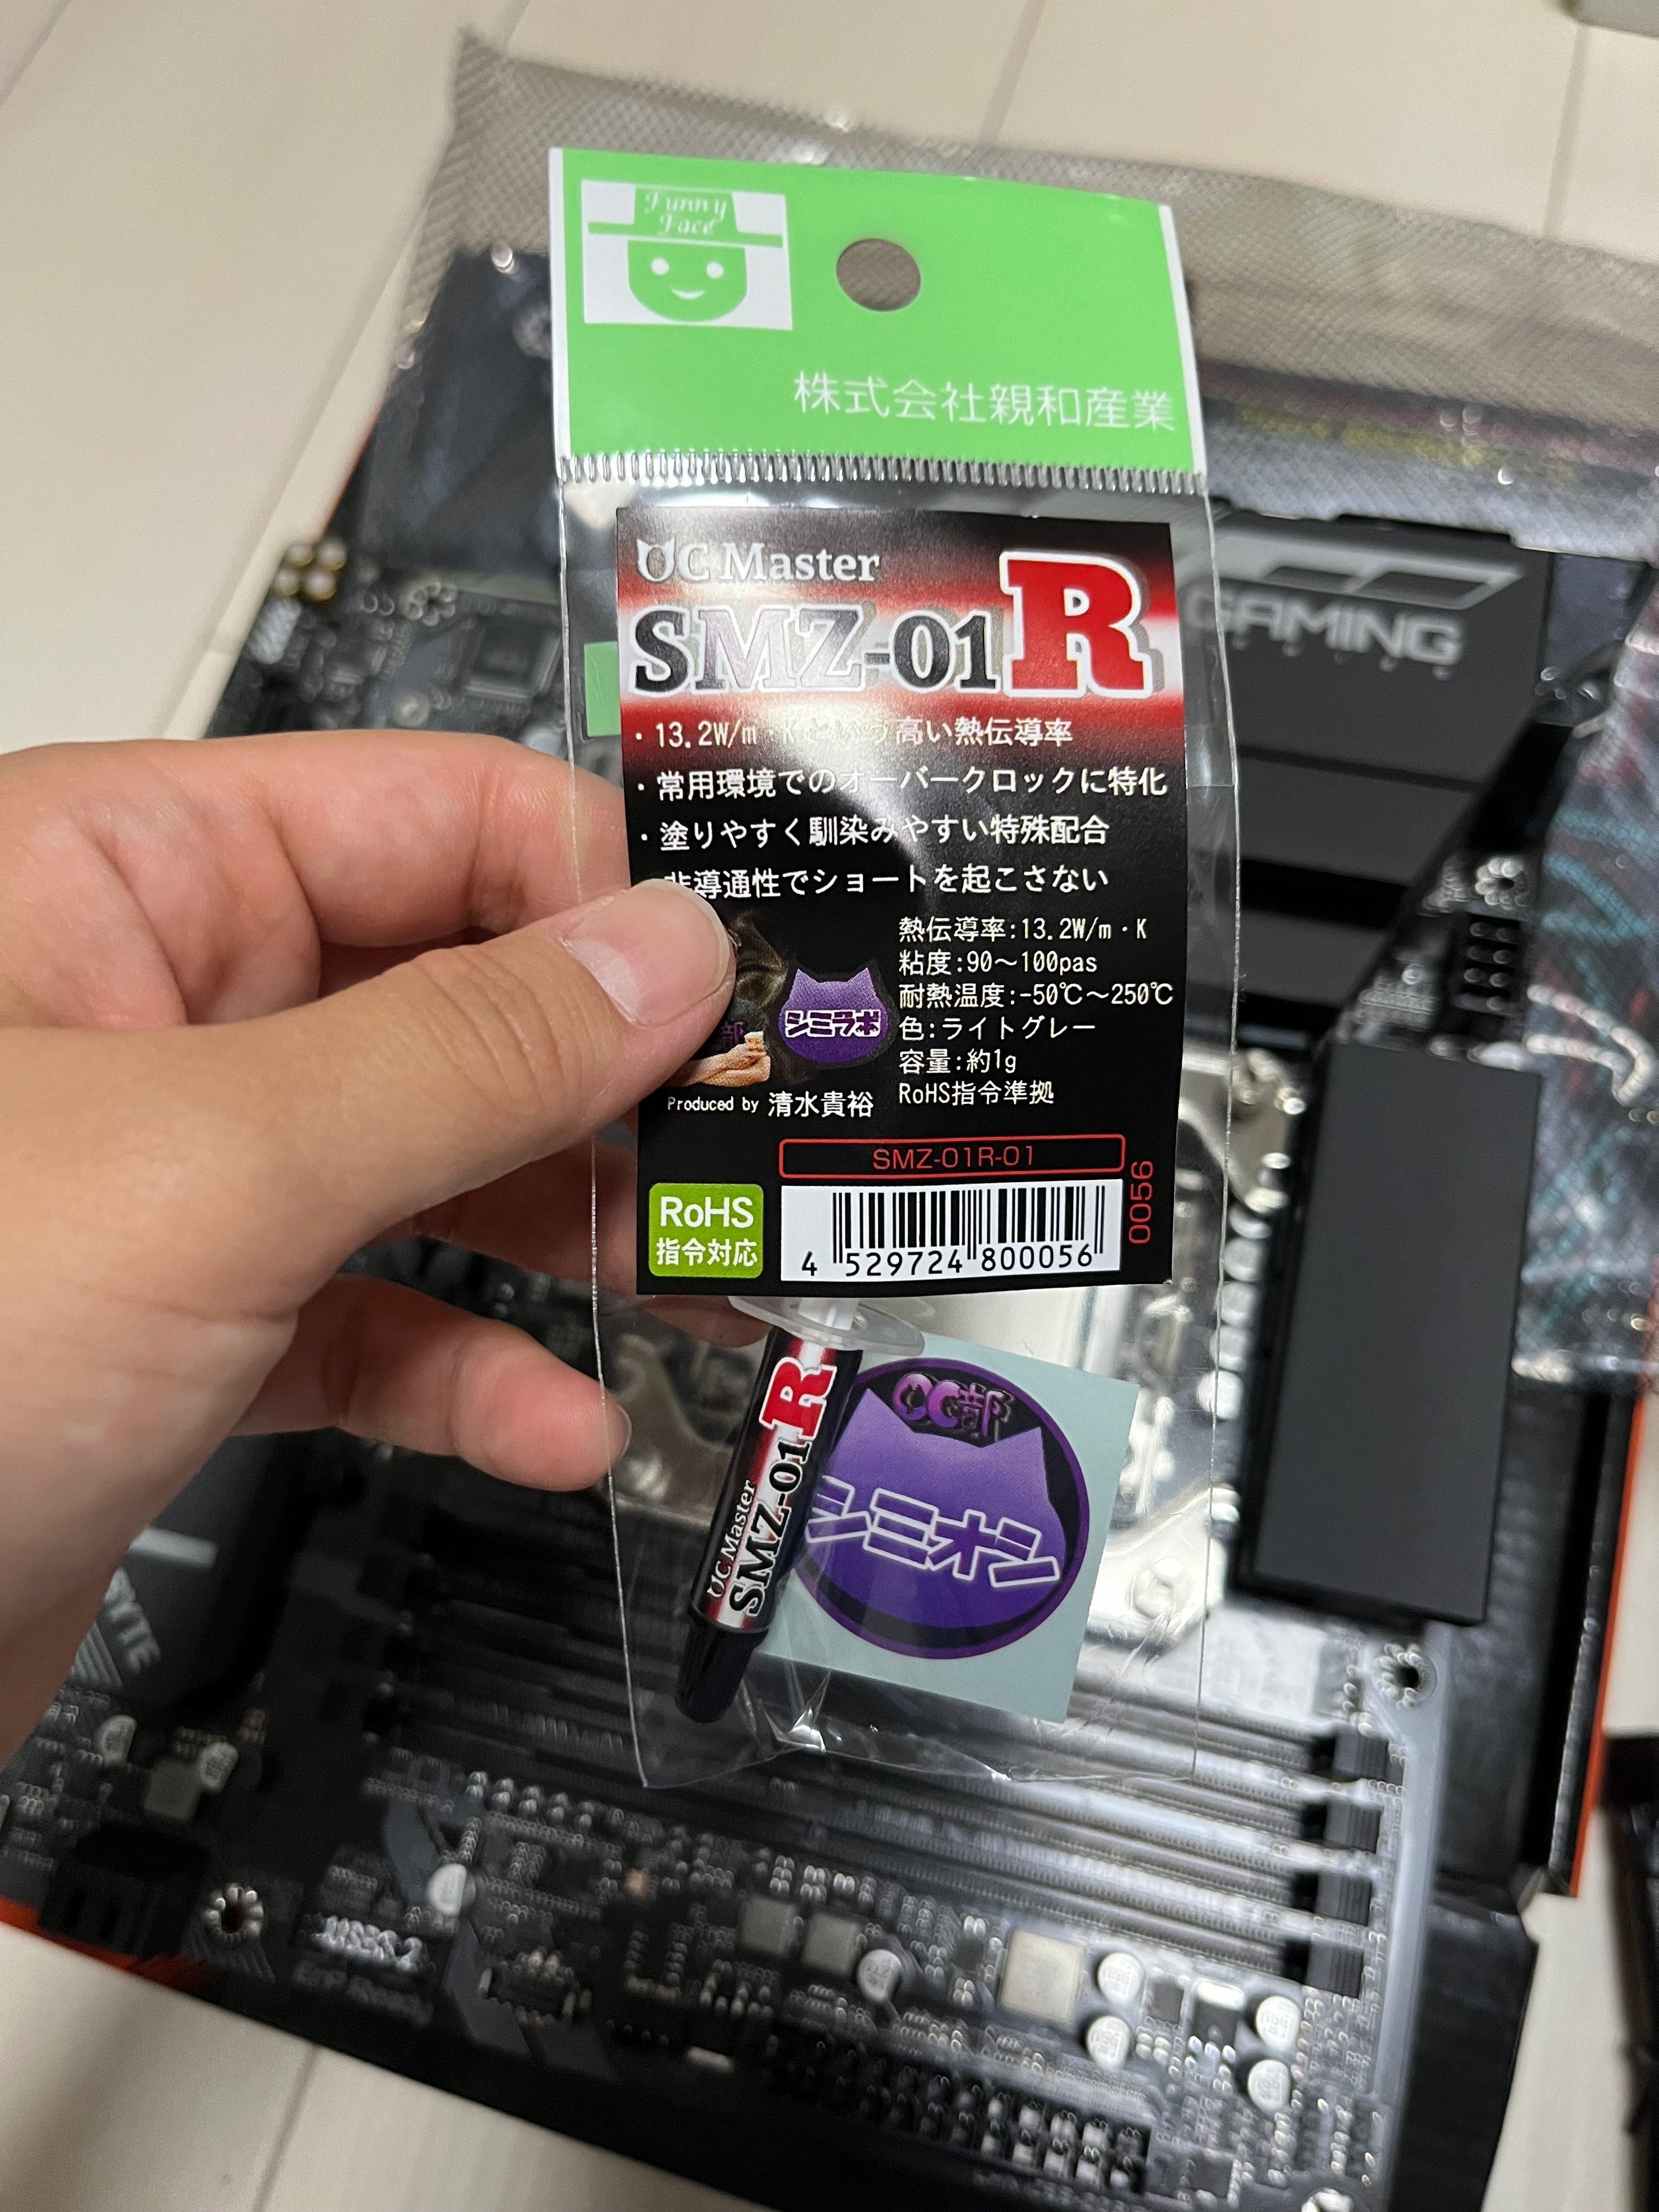 Funny
Face
株式会社親和産業
OC Master
SMZ-01R
・13.2W/m・Kという高い熱伝導率
・常用環境でのオーバークロックに特化
・塗りやすく馴染みやすい特殊配合
非導通性でショートを起こさない
熱伝導率:13.2W/m・K
粘度:90～100pas
耐熱温度:-50℃～250℃
色:ライトグレー
容量:約1g
RoHS指令準拠
部
シミラボ
Produced by 清水貴裕
SMZ-01R-01
0056
RoHS
指令対応
4 529724 800056
OC Master
SMZ-01R
OC部
シミオシ
GAMING